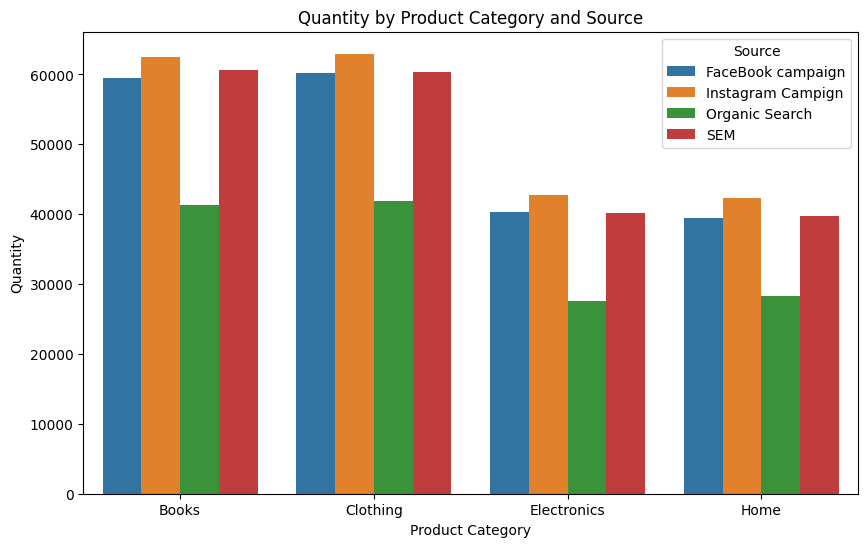 Quantity by Product Category and Source
Source
FaceBook campaign
Instagram Campign
Organic Search
SEM
60000
50000
40000
30000
20000
10000
0
Quantity
Books
Clothing
Electronics
Home
Product Category